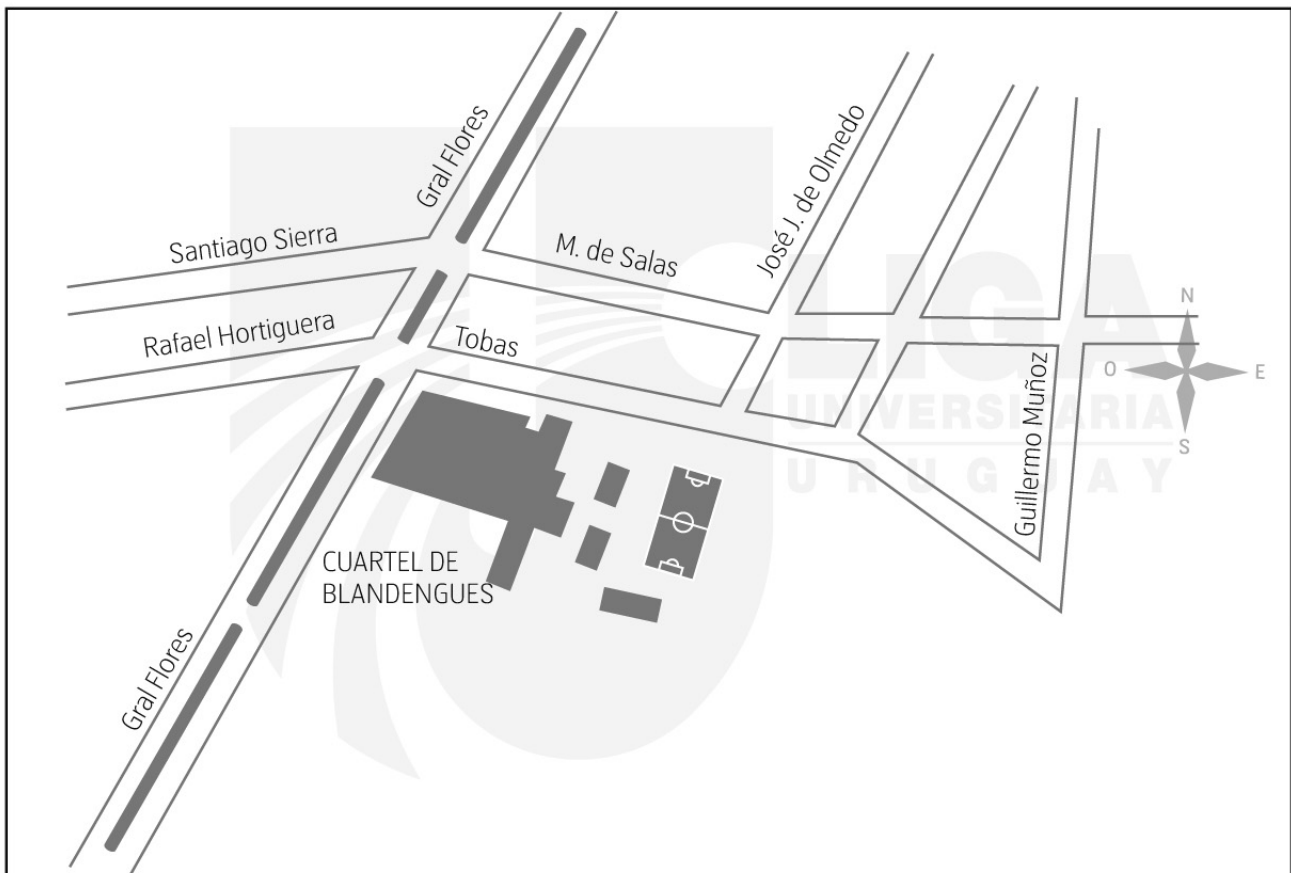 Gral Flores
José J. de Olmedo
Santiago Sierra
M. de Salas
Rafael Hortiguera
Tobas
Guillermo Muñoz
N
O
E
S
LIGA
UNIVERSITARIA
URUGUAY
CUARTEL DE
BLANDENGUES
Gral Flores